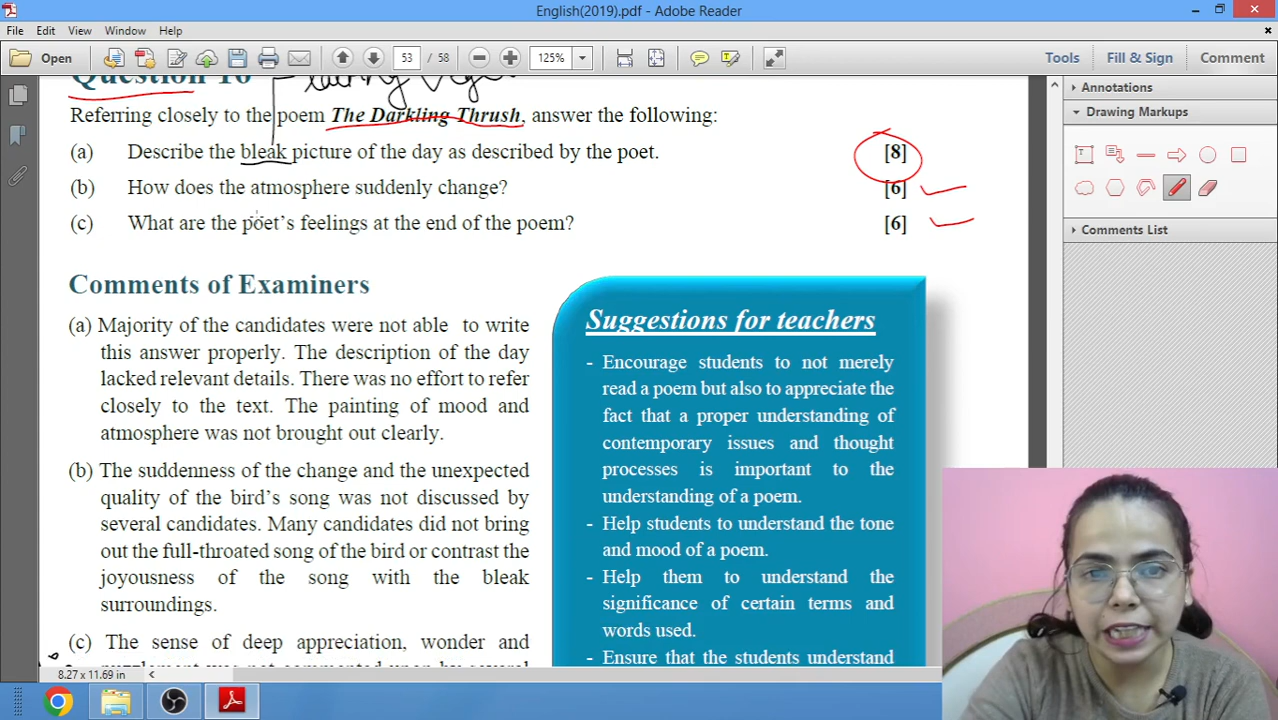 English(2019).pdf - Adobe Reader
File Edit View Window Help
Open 53 / 58 125% Tools Fill & Sign Comment
Question 16
Referring closely to the poem The Darkling Thrush, answer the following:
(a) Describe the bleak picture of the day as described by the poet. [8]
(b) How does the atmosphere suddenly change? [6]
(c) What are the poet's feelings at the end of the poem? [6]
Comments of Examiners
(a) Majority of the candidates were not able to write
this answer properly. The description of the day
lacked relevant details. There was no effort to refer
closely to the text. The painting of mood and
atmosphere was not brought out clearly.
(b) The suddenness of the change and the unexpected
quality of the bird's song was not discussed by
several candidates. Many candidates did not bring
out the full-throated song of the bird or contrast the
joyousness of the song with the bleak
surroundings.
(c) The sense of deep appreciation, wonder and
Suggestions for teachers
- Encourage students to not merely
read a poem but also to appreciate the
fact that a proper understanding of
contemporary issues and thought
processes is important to the
understanding of a poem.
- Help students to understand the tone
and mood of a poem.
- Help them to understand the
significance of certain terms and
words used.
- Ensure that the students understand
Annotations
Drawing Markups
Comments List
8.27 x 11.69 in